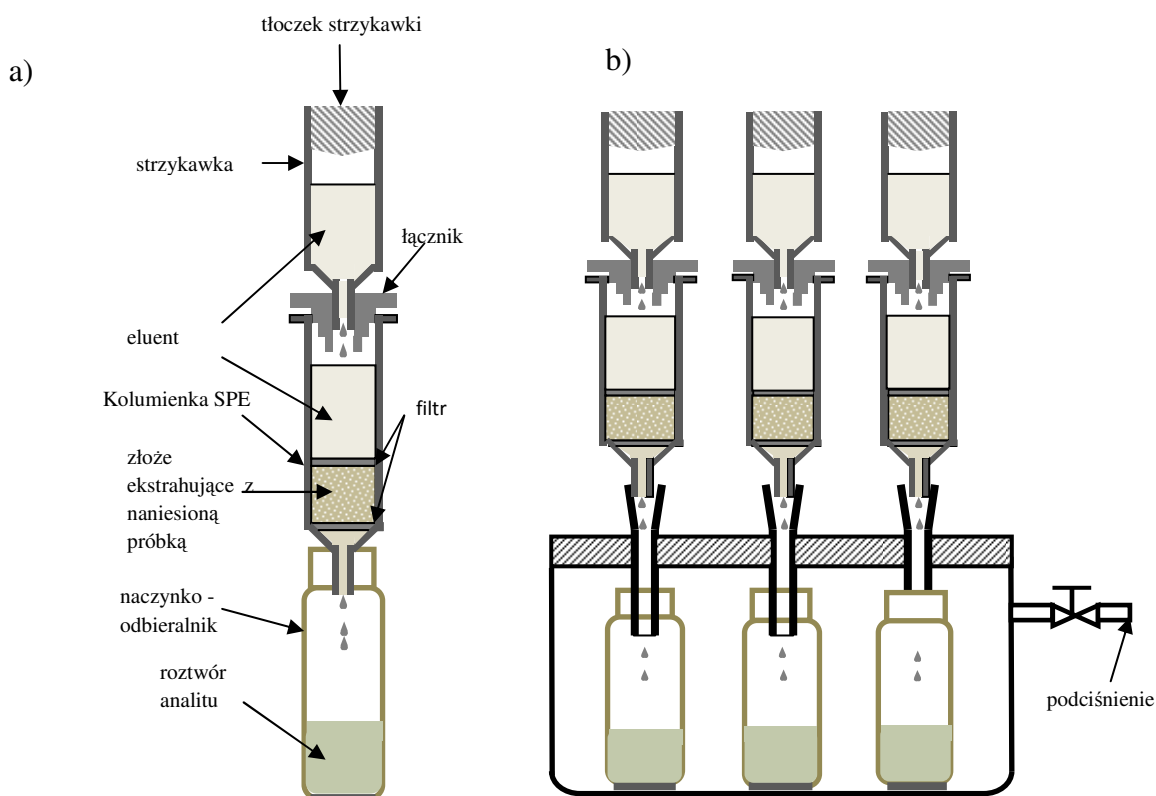 tłoczek strzykawki
a)
b)
strzykawka
łącznik
eluent
Kolumienka SPE
filtr
złoże
ekstrahujące z
naniesioną
próbką
naczynko -
odbieralnik
roztwór
analitu
podciśnienie